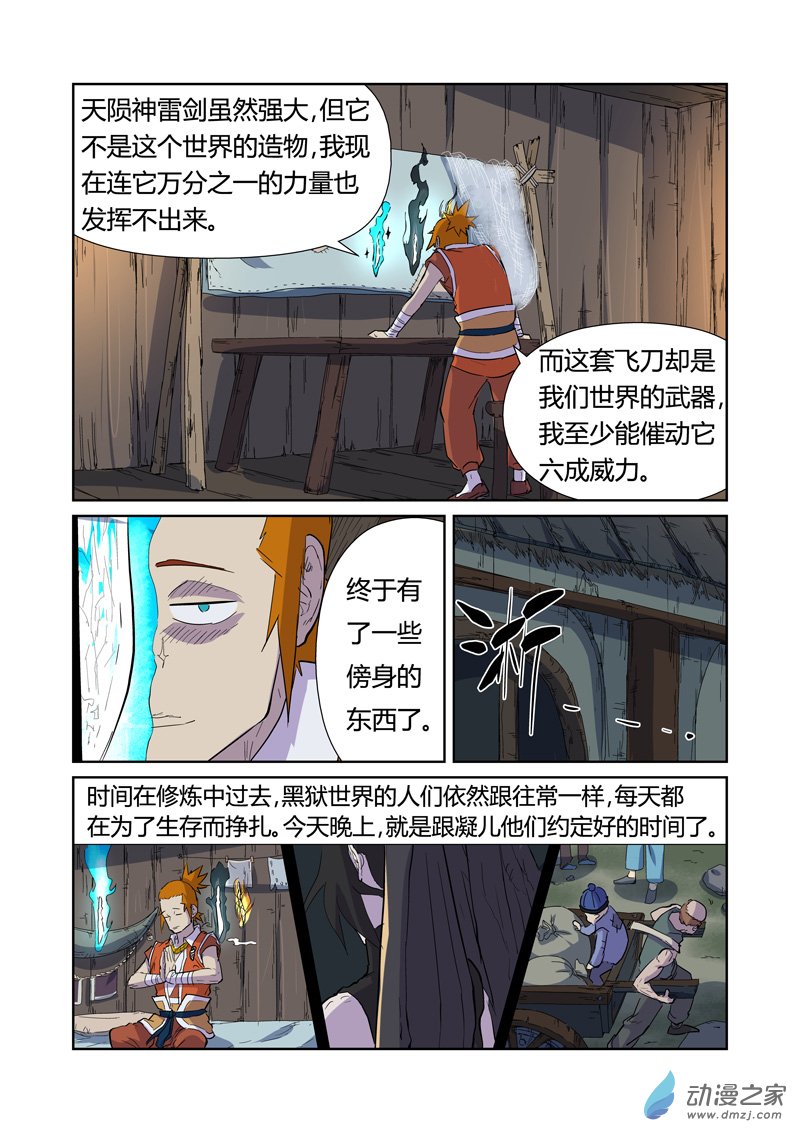 天陨神雷剑虽然强大，但它
不是这个世界的造物，我现
在连它万分之一的力量也
发挥不出来。
而这套飞刀却是
我们世界的武器，
我至少能催动它
六成威力。
终于有
了一些
傍身的
东西了。
时间在修炼中过去，黑狱世界的人们依然跟往常一样，每天都
在为了生存而挣扎。今天晚上，就是跟凝儿他们约定好的时间了。
动漫之家
www.dmzj.com